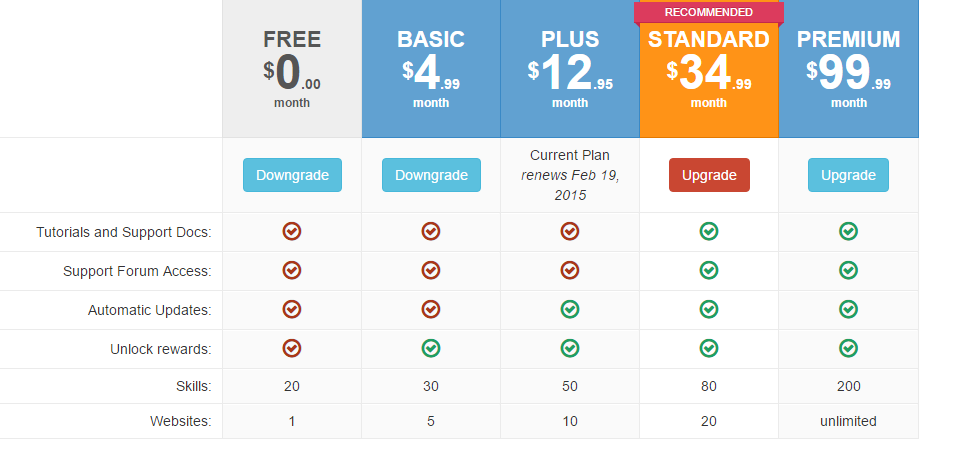 RECOMMENDED
FREE BASIC PLUS STANDARD PREMIUM
$0.00 $4.99 $12.95 $34.99 $99.99
month month month month month
Downgrade Downgrade Current Plan renews Feb 19, 2015 Upgrade Upgrade
Tutorials and Support Docs:
Support Forum Access:
Automatic Updates:
Unlock rewards:
Skills: 20 30 50 80 200
Websites: 1 5 10 20 unlimited